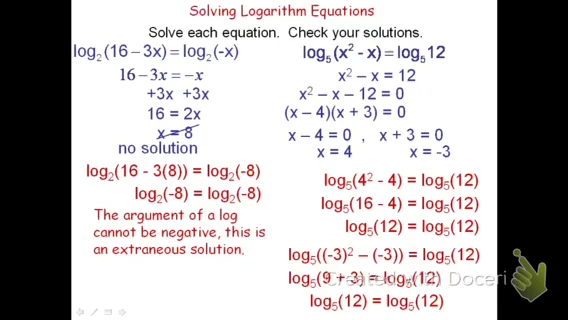 Solving Logarithm Equations
Solve each equation. Check your solutions.
log₂(16 – 3x) = log₂(-x)
16 – 3x = –x
+3x +3x
16 = 2x
x = 8
no solution
log₂(16 - 3(8)) = log₂(-8)
log₂(-8) = log₂(-8)
The argument of a log
cannot be negative, this is
an extraneous solution.
log₅(x² - x) = log₅12
x² – x = 12
x² – x – 12 = 0
(x – 4)(x + 3) = 0
x – 4 = 0 , x + 3 = 0
x = 4 x = -3
log₅(4² - 4) = log₅(12)
log₅(16 - 4) = log₅(12)
log₅(12) = log₅(12)
log₅((-3)² – (-3)) = log₅(12)
log₅(9 + 3) = log₅(12)
Created with Doceri
log₅(12) = log₅(12)